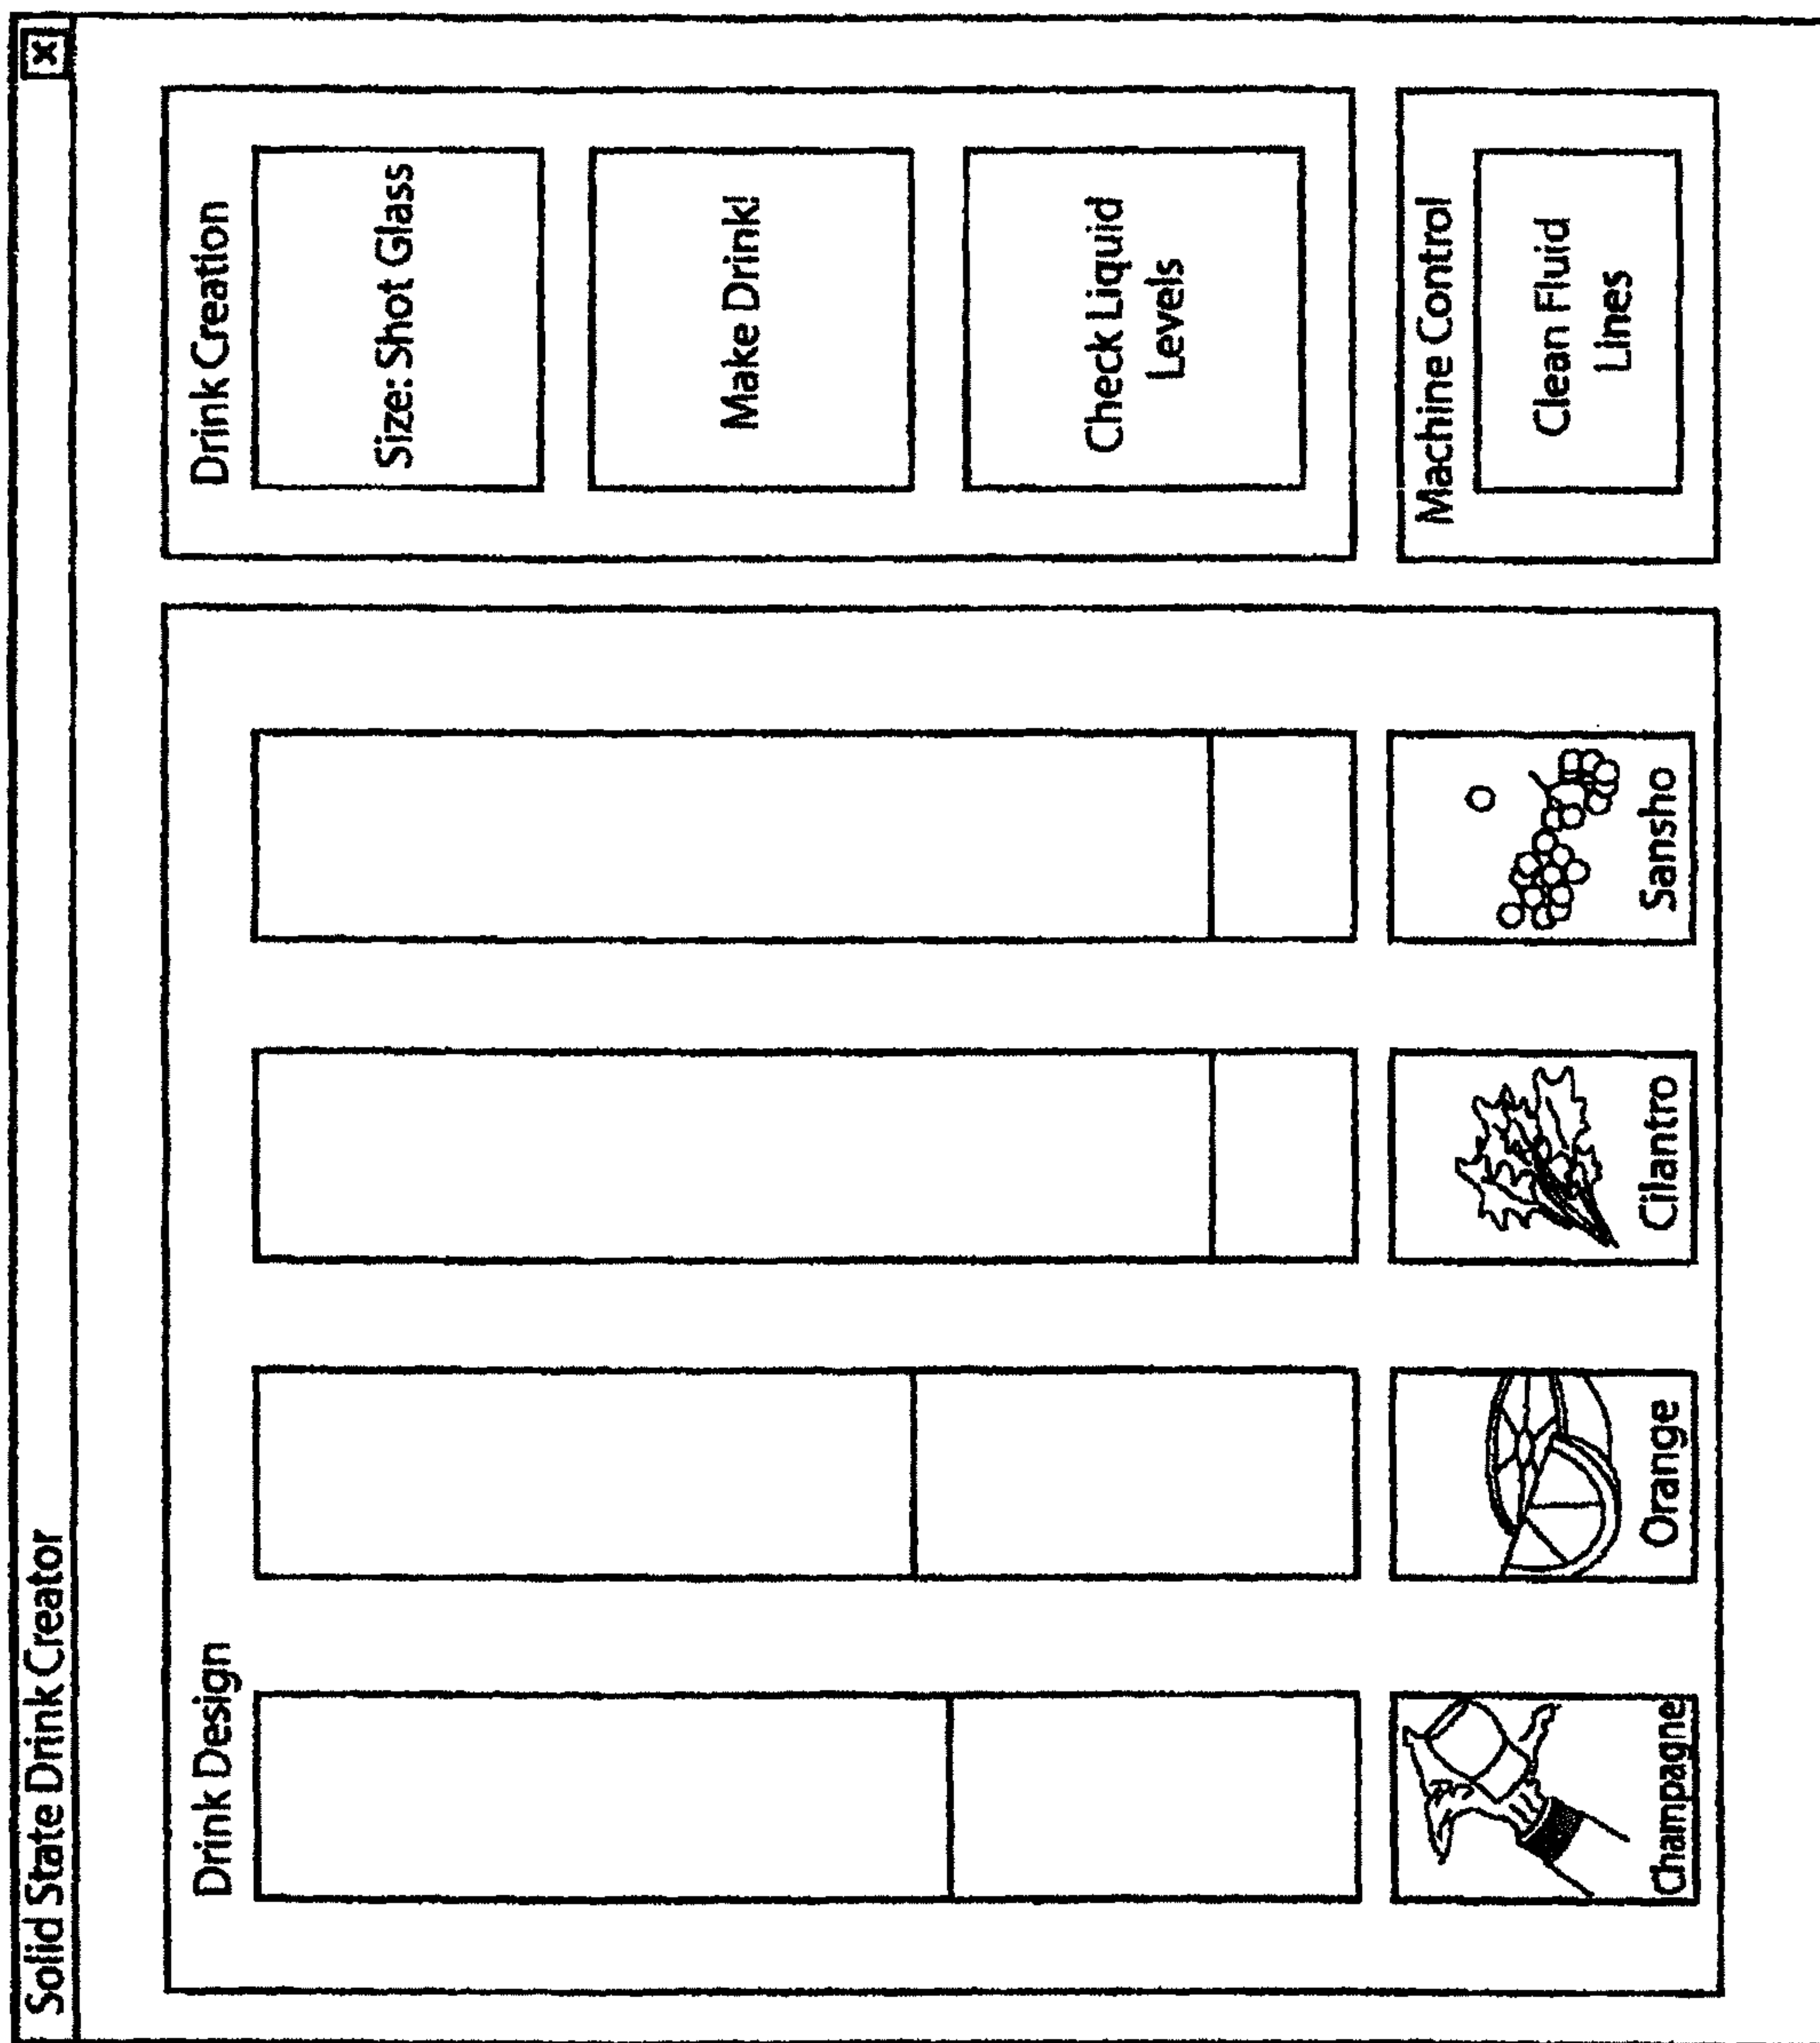 Solid State Drink Creator
X
Drink Design
Champagne
Orange
Cilantro
Sansho
Drink Creation
Size: Shot Glass
Make Drink!
Check Liquid
Levels
Machine Control
Clean Fluid
Lines